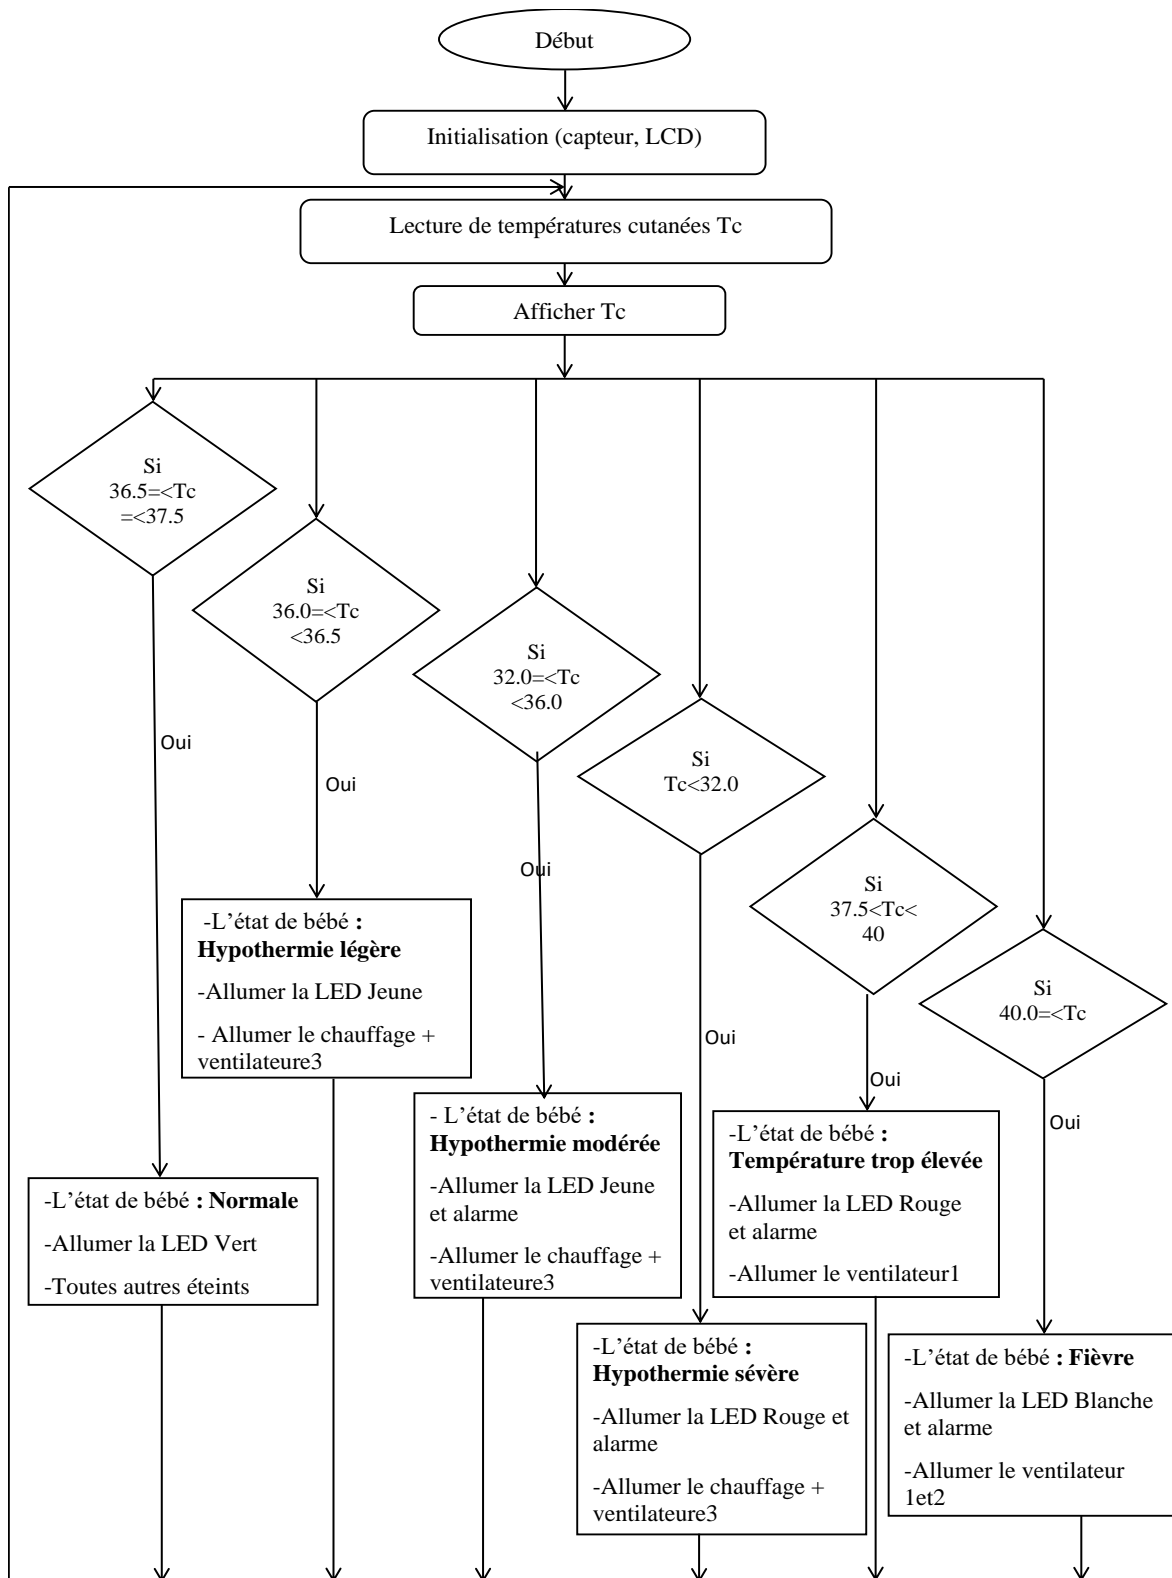 Début
Initialisation (capteur, LCD)
Lecture de températures cutanées Tc
Afficher Tc
Si
36.5=<Tc
=<37.5
Oui
Si
36.0=<Tc
<36.5
Oui
Si
32.0=<Tc
<36.0
Oui
Si
Tc<32.0
Oui
Si
37.5<Tc<
40
Oui
Si
40.0=<Tc
Oui
-L’état de bébé : Normale
-Allumer la LED Vert
-Toutes autres éteints
-L’état de bébé :
Hypothermie légère
-Allumer la LED Jeune
- Allumer le chauffage +
ventilateure3
- L’état de bébé :
Hypothermie modérée
-Allumer la LED Jeune
et alarme
-Allumer le chauffage +
ventilateure3
-L’état de bébé :
Hypothermie sévère
-Allumer la LED Rouge et
alarme
-Allumer le chauffage +
ventilateure3
-L’état de bébé :
Température trop élevée
-Allumer la LED Rouge
et alarme
-Allumer le ventilateur1
-L’état de bébé : Fièvre
-Allumer la LED Blanche
et alarme
-Allumer le ventilateur
1et2